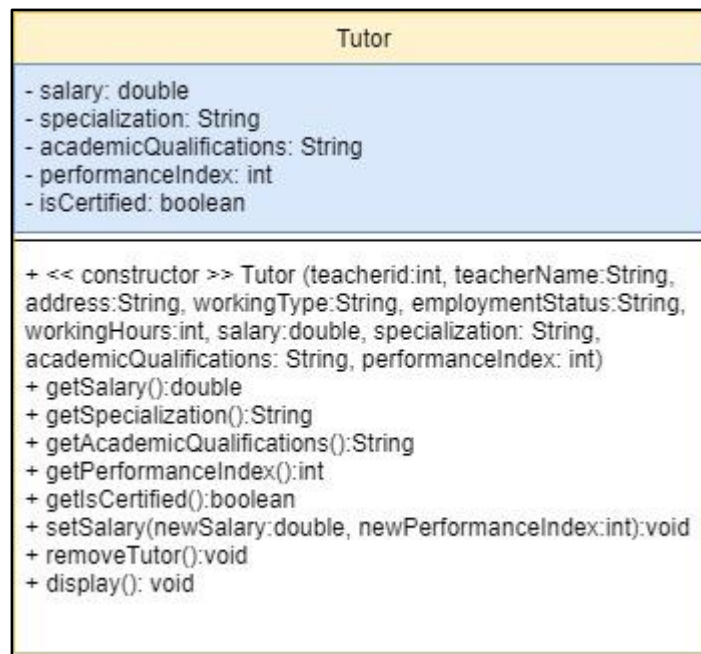 Tutor
- salary: double
- specialization: String
- academicQualifications: String
- performanceIndex: int
- isCertified: boolean
+ << constructor >> Tutor (teacherid:int, teacherName:String,
address:String, workingType:String, employmentStatus:String,
workingHours:int, salary:double, specialization: String,
academicQualifications: String, performanceIndex: int)
+ getSalary():double
+ getSpecialization():String
+ getAcademicQualifications():String
+ getPerformanceIndex():int
+ getIsCertified():boolean
+ setSalary(newSalary:double, newPerformanceIndex:int):void
+ removeTutor():void
+ display(): void